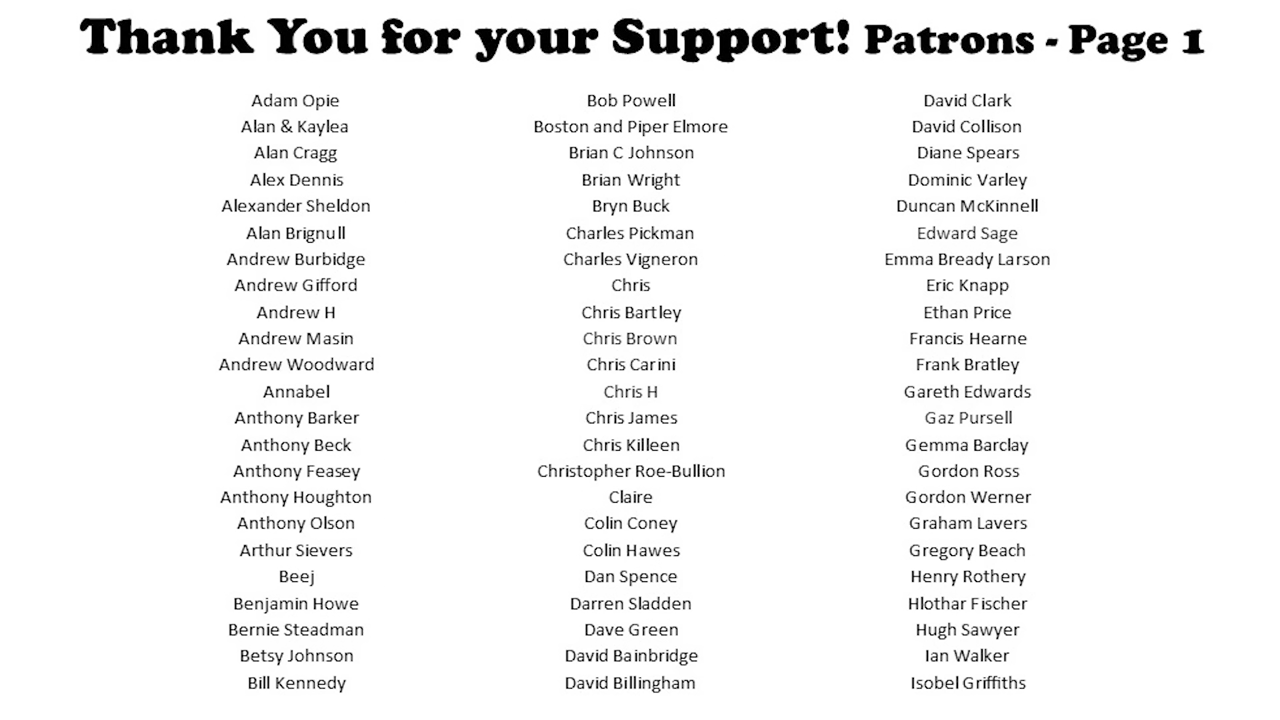 Thank You for your Support! Patrons - Page 1
Adam Opie
Alan & Kaylea
Alan Cragg
Alex Dennis
Alexander Sheldon
Alan Brignull
Andrew Burbidge
Andrew Gifford
Andrew H
Andrew Masin
Andrew Woodward
Annabel
Anthony Barker
Anthony Beck
Anthony Feasey
Anthony Houghton
Anthony Olson
Arthur Sievers
Beej
Benjamin Howe
Bernie Steadman
Betsy Johnson
Bill Kennedy
Bob Powell
Boston and Piper Elmore
Brian C Johnson
Brian Wright
Bryn Buck
Charles Pickman
Charles Vigneron
Chris
Chris Bartley
Chris Brown
Chris Carini
Chris H
Chris James
Chris Killeen
Christopher Roe-Bullion
Claire
Colin Coney
Colin Hawes
Dan Spence
Darren Sladden
Dave Green
David Bainbridge
David Billingham
David Clark
David Collison
Diane Spears
Dominic Varley
Duncan McKinnell
Edward Sage
Emma Bready Larson
Eric Knapp
Ethan Price
Francis Hearne
Frank Bratley
Gareth Edwards
Gaz Pursell
Gemma Barclay
Gordon Ross
Gordon Werner
Graham Lavers
Gregory Beach
Henry Rothery
Hlothar Fischer
Hugh Sawyer
Ian Walker
Isobel Griffiths